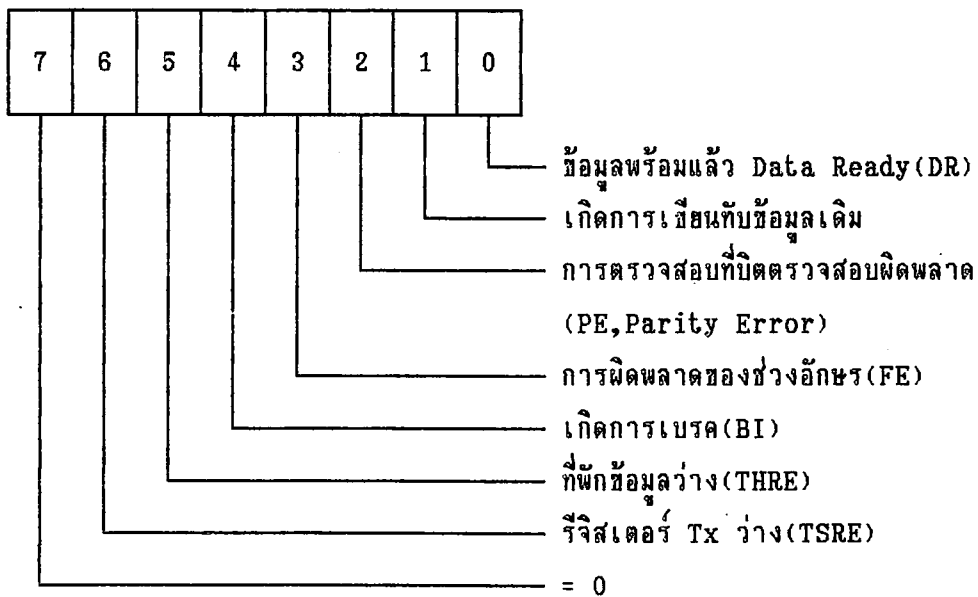 7 6 5 4 3 2 1 0
ข้อมูลพร้อมแล้ว Data Ready(DR)
เกิดการเขียนทับข้อมูลเดิม
การตรวจสอบที่บิตตรวจสอบผิดพลาด
(PE,Parity Error)
การผิดพลาดของช่วงอักษร(FE)
เกิดการเบรค(BI)
ที่พักข้อมูลว่าง(THRE)
รีจิสเตอร์ Tx ว่าง(TSRE)
= 0